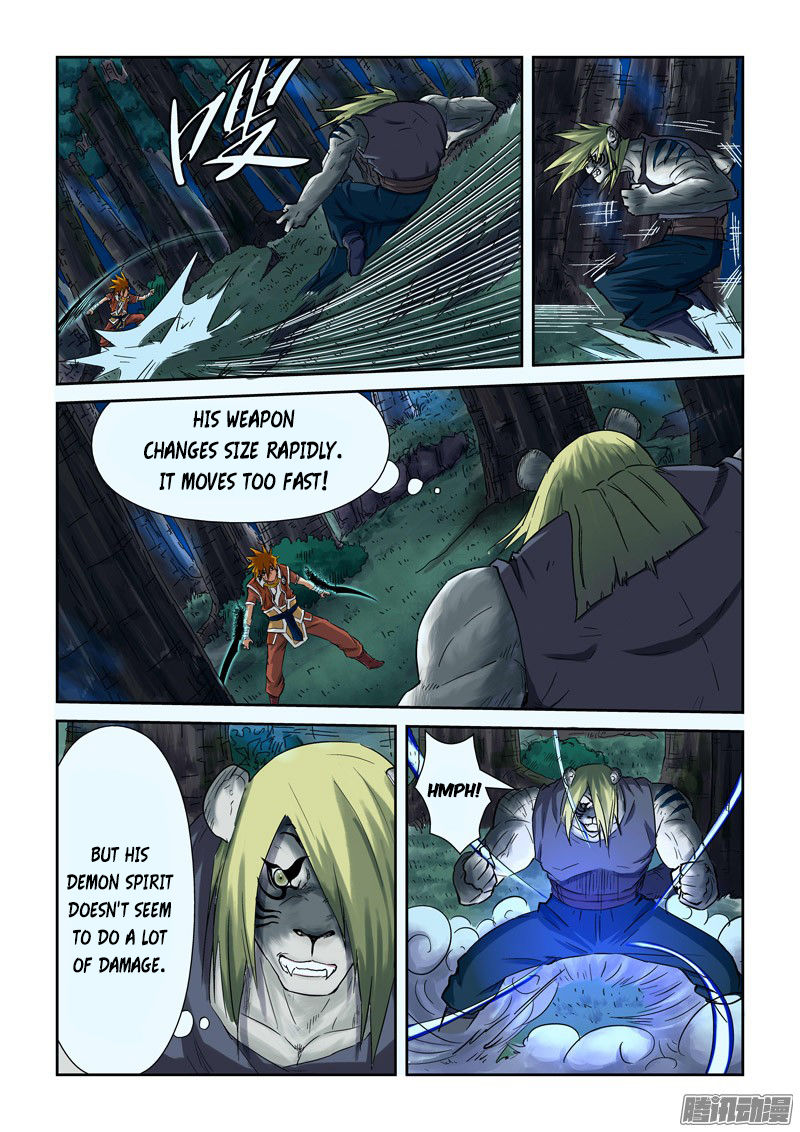 HIS WEAPON
CHANGES SIZE RAPIDLY.
IT MOVES TOO FAST!
BUT HIS
DEMON SPIRIT
DOESN'T SEEM
TO DO A LOT
OF DAMAGE.
HMPH!
腾讯动漫